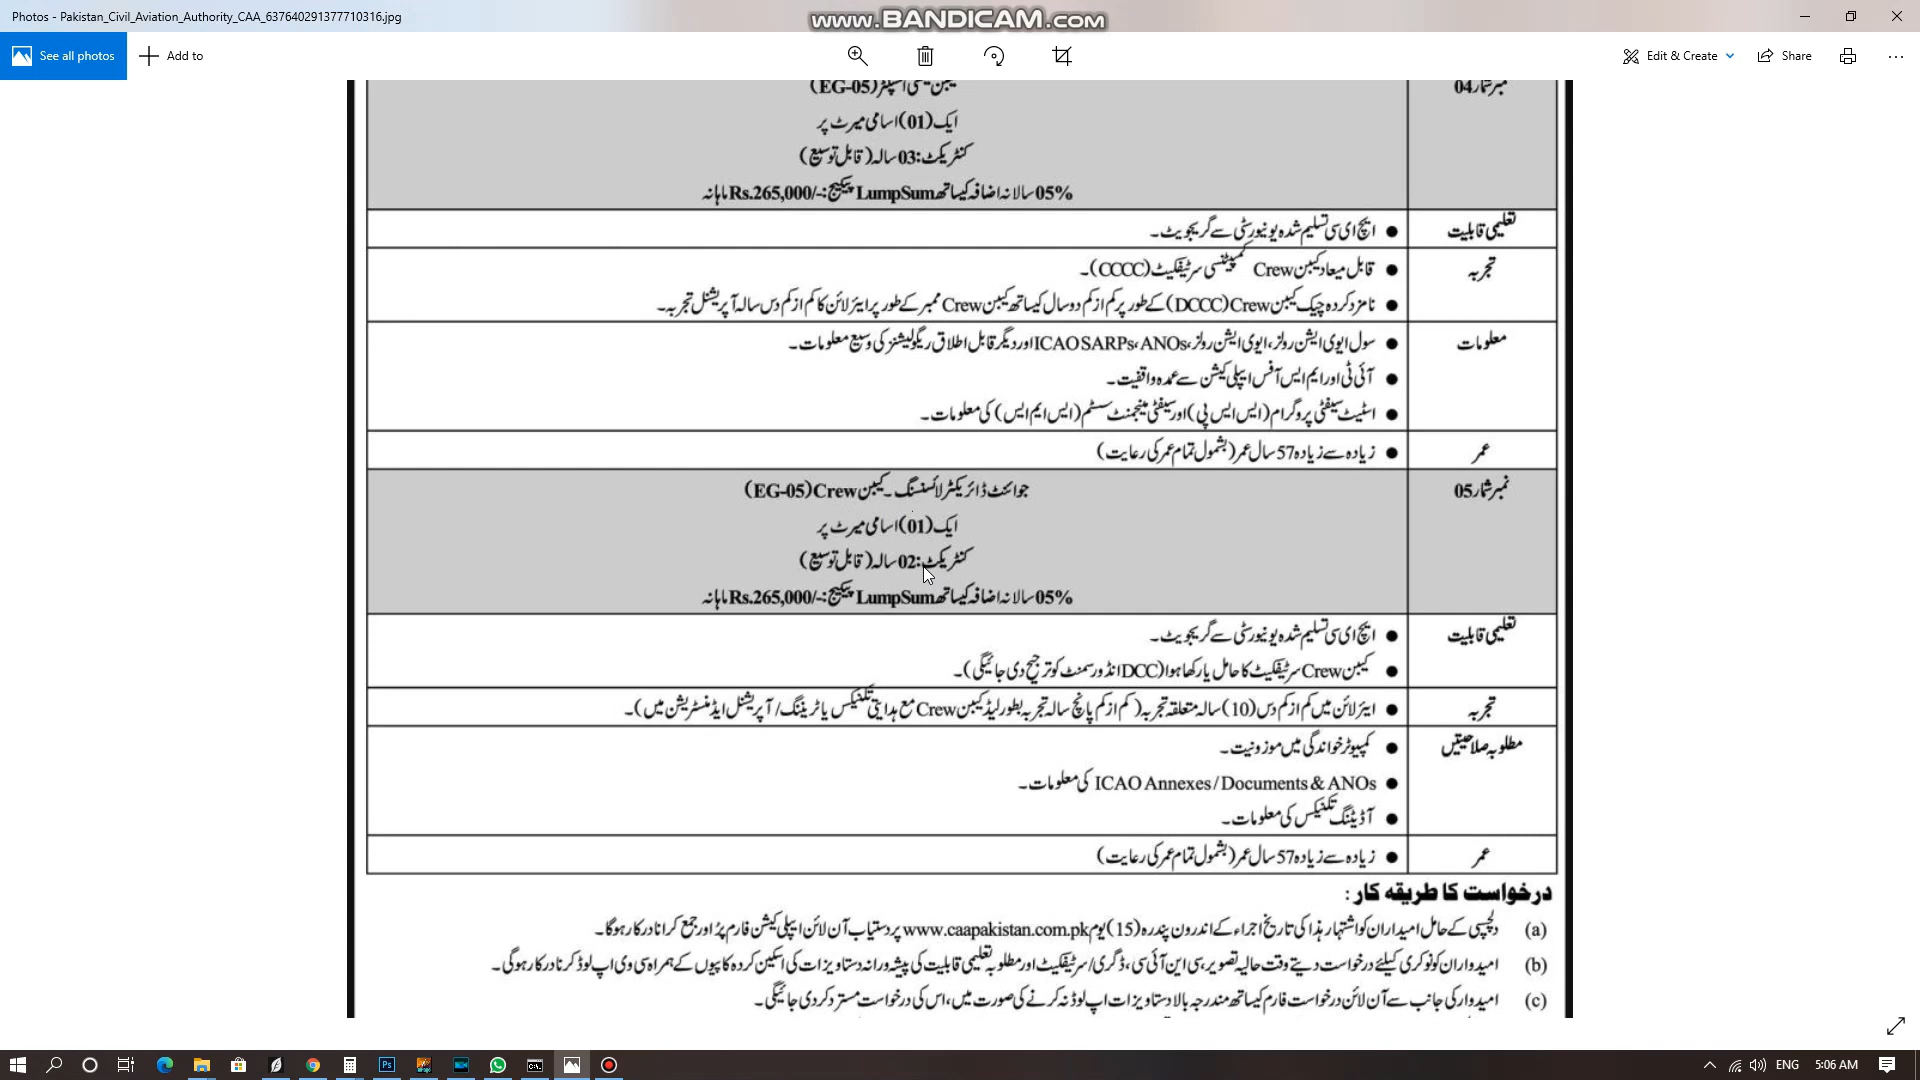 Photos - Pakistan_Civil_Aviation_Authority_CAA_637640291377710316.jpg
www.BANDICAM.com
See all photos
Add to
Edit & Create
Share
نمبر شمار 04
(EG-05)
ایک (01) اسامی میرٹ پر
کنٹریکٹ: 03 سالہ (قابل توسیع)
05% سالانہ اضافہ کیساتھ LumpSum پیکیج: -/Rs.265,000 ماہانہ
تعلیمی قابلیت
● ایچ ای سی تسلیم شدہ یونیورسٹی سے گریجویٹ۔
تجربہ
● قابل میعاد کیبن Crew کمپیٹنسی سرٹیفکیٹ (CCCC)۔
● نامزد کردہ چیک کیبن Crew (DCCC) کے طور پر کم از کم دو سال کیساتھ کیبن Crew ممبر کے طور پر ایئر لائن کا کم از کم دس سالہ آپریشنل تجربہ۔
معلومات
● سول ایوی ایشن رولز، ایوی ایشن رولز، ICAO SARPs، ANOs اور دیگر قابل اطلاق ریگولیشنز کی وسیع معلومات۔
● آئی ٹی اور ایم ایس آفس ایپلی کیشن سے عمدہ واقفیت۔
● اسٹیٹ سیفٹی پروگرام (ایس ایس پی) اور سیفٹی مینجمنٹ سسٹم (ایس ایم ایس) کی معلومات۔
عمر
● زیادہ سے زیادہ 57 سال عمر (بشمول تمام عمر کی رعایت)
نمبر شمار 05
جوائنٹ ڈائریکٹر لائسنسنگ۔ کیبن Crew (EG-05)
ایک (01) اسامی میرٹ پر
کنٹریکٹ: 02 سالہ (قابل توسیع)
05% سالانہ اضافہ کیساتھ LumpSum پیکیج: -/Rs.265,000 ماہانہ
تعلیمی قابلیت
● ایچ ای سی تسلیم شدہ یونیورسٹی سے گریجویٹ۔
● کیبن Crew سرٹیفکیٹ کا حامل یا رکھا ہوا (DCC انڈورسمنٹ کو ترجیح دی جائیگی)۔
تجربہ
● ایئر لائن میں کم از کم دس (10) سالہ متعلقہ تجربہ (کم از کم پانچ سالہ تجربہ بطور لیڈ کیبن Crew مع ہدایتی تکنیکس یا ٹریننگ / آپریشنل ایڈمنسٹریشن میں)۔
مطلوبہ صلاحیتیں
● کمپیوٹر خواندگی میں موزونیت۔
● ICAO Annexes / Documents & ANOs کی معلومات۔
● آڈیٹنگ تکنیکس کی معلومات۔
عمر
● زیادہ سے زیادہ 57 سال عمر (بشمول تمام عمر کی رعایت)
درخواست کا طریقہ کار:
(a) دلچسپی کے حامل امیدواران کو اشتہار ہذا کی تاریخ اجراء کے اندرون پندرہ (15) یوم www.caapakistan.com.pk پر دستیاب آن لائن ایپلی کیشن فارم پُر اور جمع کرانا درکار ہوگا۔
(b) امیدواران کو نوکری کیلئے درخواست دیتے وقت حالیہ تصویر، سی این آئی سی، ڈگری / سرٹیفکیٹ اور مطلوبہ تعلیمی قابلیت کی پیشہ ورانہ دستاویزات کی اسکین کردہ کاپیوں کے ہمراہ سی وی اپ لوڈ کرنا درکار ہوگی۔
(c) امیدوار کی جانب سے آن لائن درخواست فارم کیساتھ مندرجہ بالا دستاویزات اپ لوڈ نہ کرنے کی صورت میں، اس کی درخواست مسترد کردی جائیگی۔
ENG
5:06 AM